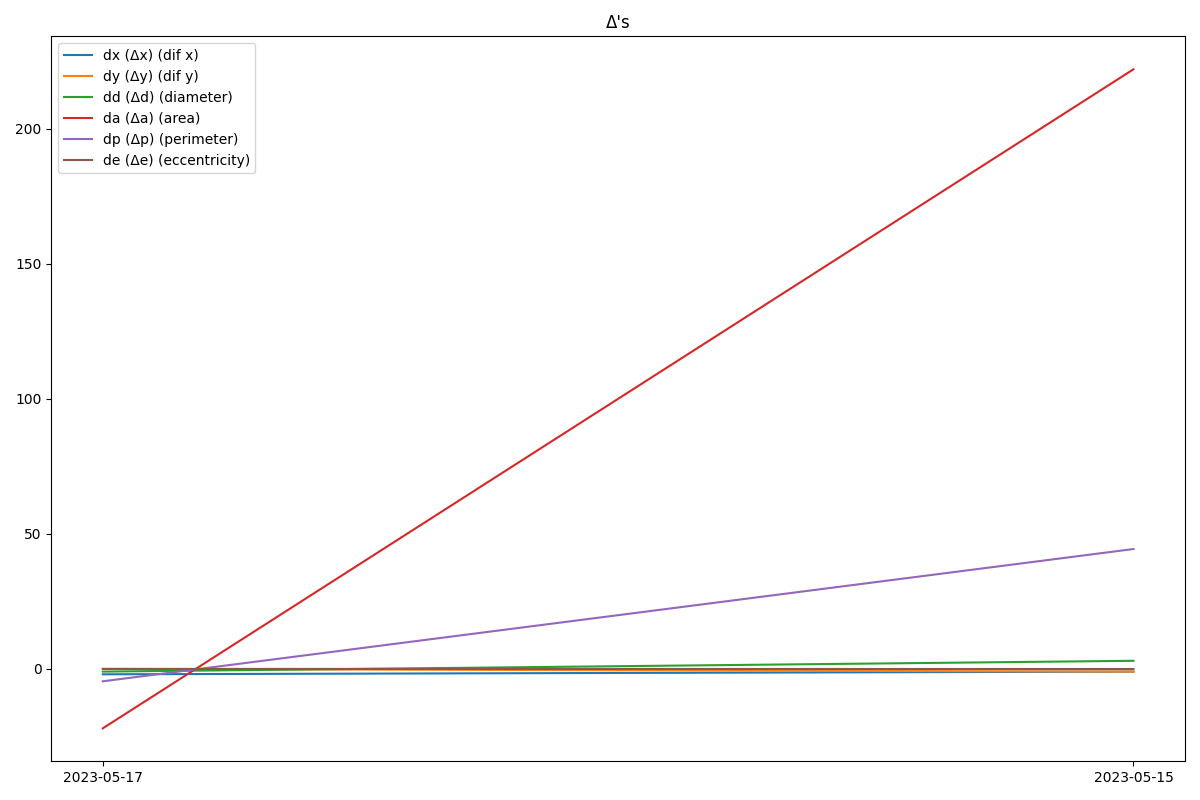 Δ's
dx (Δx) (dif x)
dy (Δy) (dif y)
dd (Δd) (diameter)
da (Δa) (area)
dp (Δp) (perimeter)
de (Δe) (eccentricity)
200
150
100
50
0
2023-05-17
2023-05-15